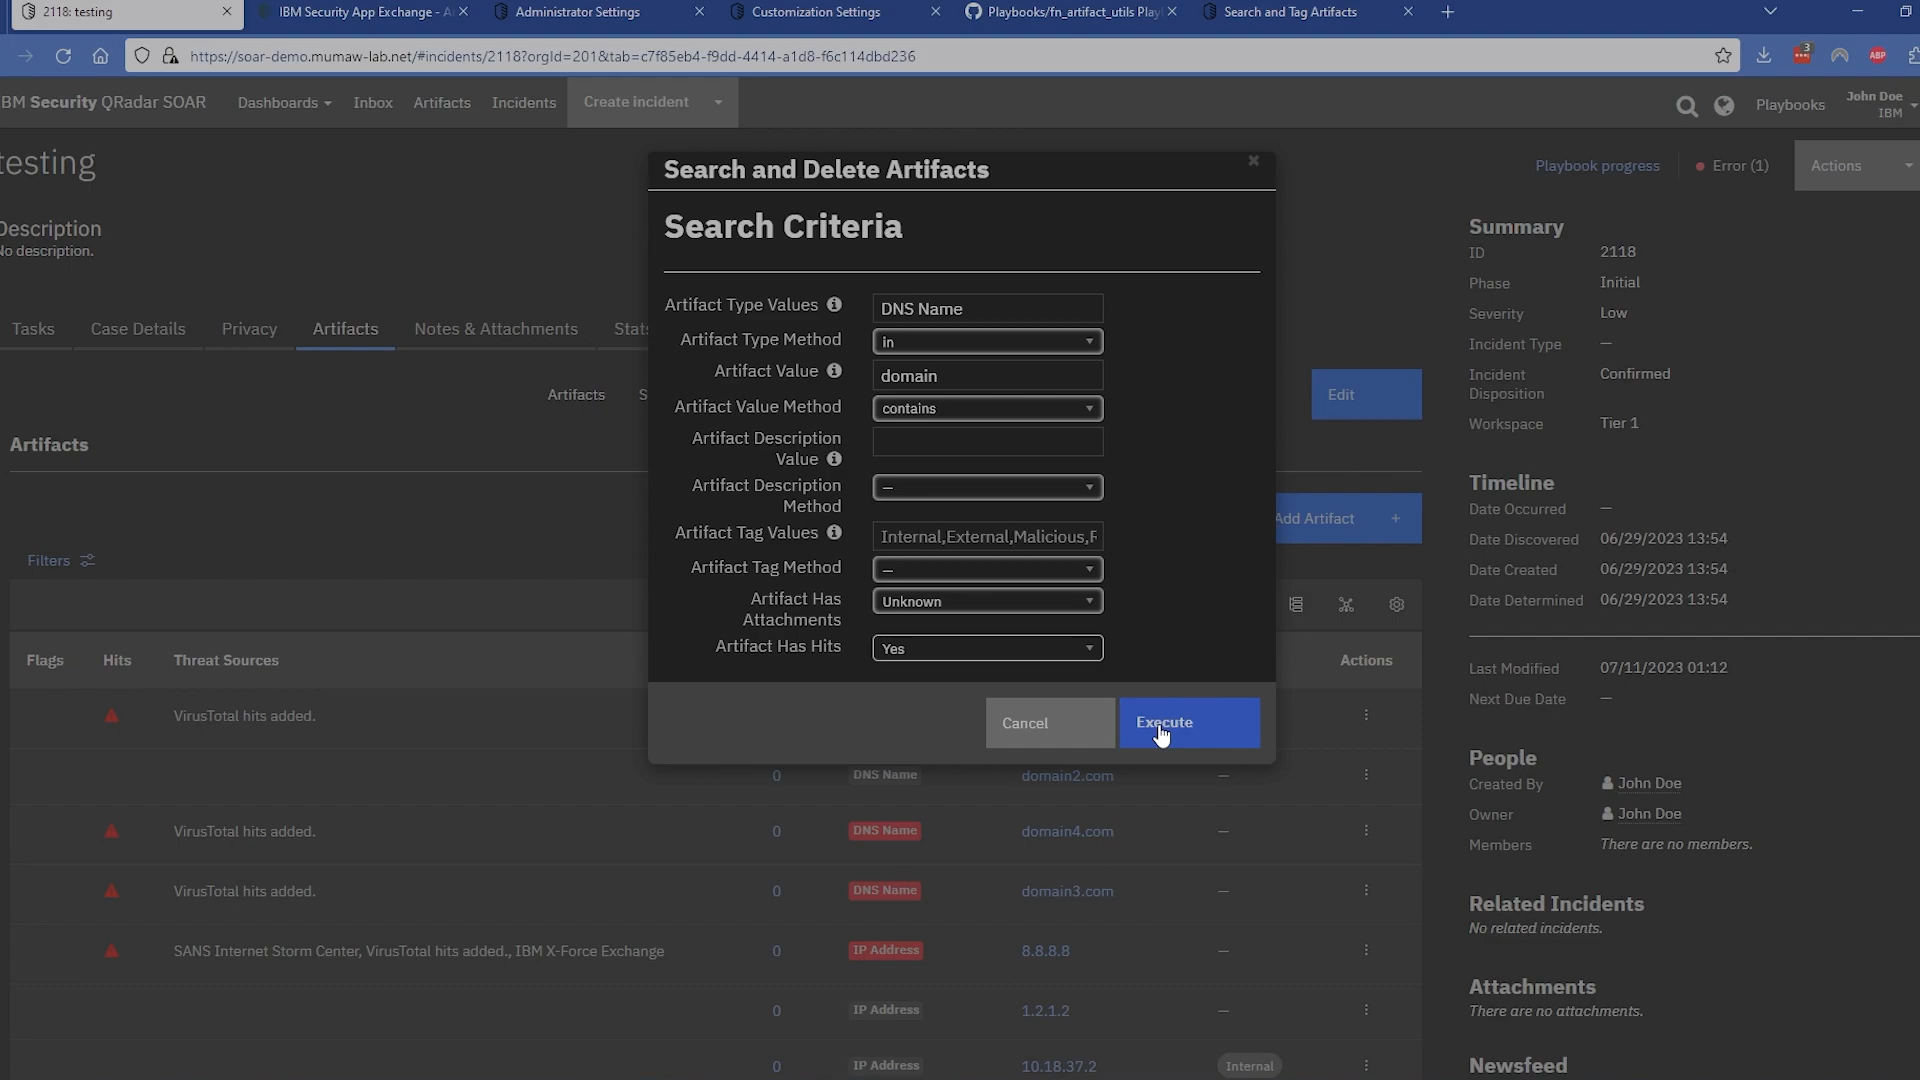 2118: testing
IBM Security App Exchange - A
Administrator Settings
Customization Settings
Playbooks/fn_artifact_utils Play
Search and Tag Artifacts
https://soar-demo.mumaw-lab.net/#incidents/2118?orgId=201&tab=c7f85eb4-f9dd-4414-a1d8-f6c114dbd236
3
ABP
BM Security QRadar SOAR
Dashboards
Inbox
Artifacts
Incidents
Create incident
Playbooks
John Doe
IBM
testing
Playbook progress
Error (1)
Actions
Description
No description.
Tasks
Case Details
Privacy
Artifacts
Notes & Attachments
Stats
Artifacts
S
Edit
Artifacts
Add Artifact +
Filters
Flags
Hits
Threat Sources
Actions
VirusTotal hits added.
0 DNS Name domain2.com —
VirusTotal hits added. 0 DNS Name domain4.com —
VirusTotal hits added. 0 DNS Name domain3.com —
SANS Internet Storm Center, VirusTotal hits added., IBM X-Force Exchange 0 IP Address 8.8.8.8 —
0 IP Address 1.2.1.2 —
0 IP Address 10.18.37.2 Internal
Search and Delete Artifacts
Search Criteria
Artifact Type Values DNS Name
Artifact Type Method in
Artifact Value domain
Artifact Value Method contains
Artifact Description
Value
Artifact Description —
Method
Artifact Tag Values Internal,External,Malicious,F
Artifact Tag Method —
Artifact Has Unknown
Attachments
Artifact Has Hits Yes
Cancel
Execute
Summary
ID 2118
Phase Initial
Severity Low
Incident Type —
Incident Confirmed
Disposition
Workspace Tier 1
Timeline
Date Occurred —
Date Discovered 06/29/2023 13:54
Date Created 06/29/2023 13:54
Date Determined 06/29/2023 13:54
Last Modified 07/11/2023 01:12
Next Due Date —
People
Created By John Doe
Owner John Doe
Members There are no members.
Related Incidents
No related incidents.
Attachments
There are no attachments.
Newsfeed